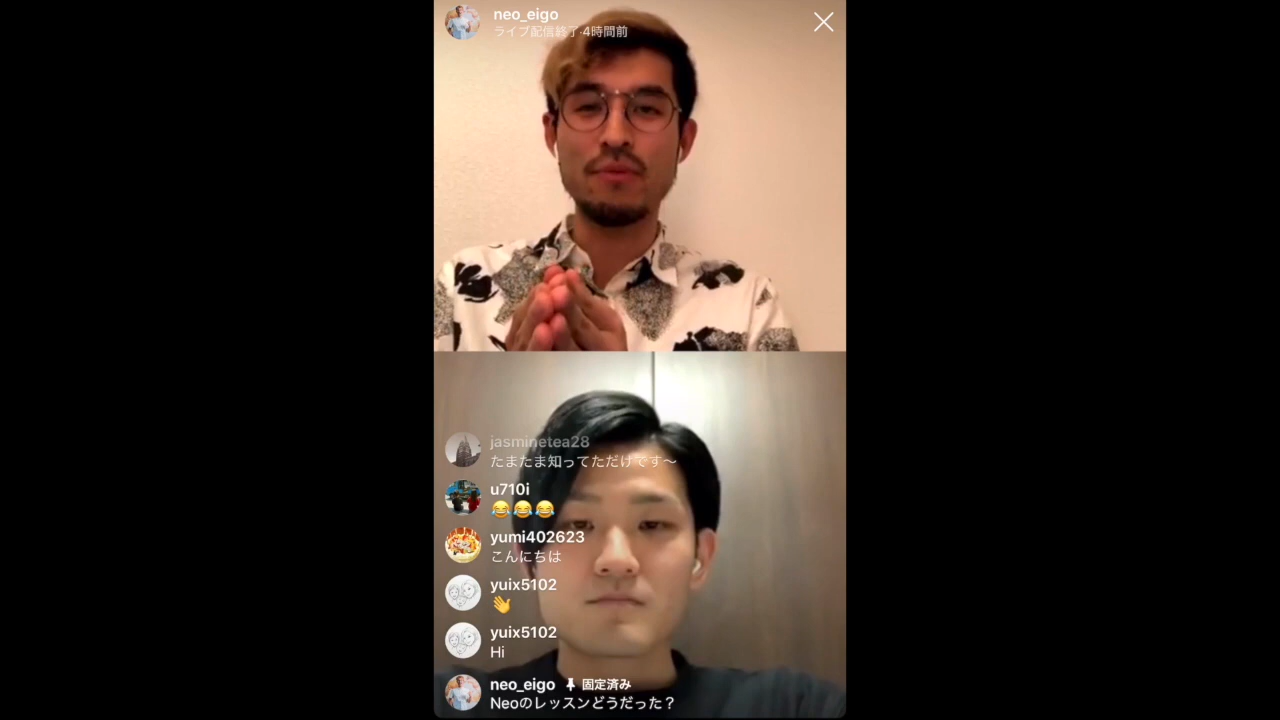 neo_eigo
ライブ配信終了·4時間前
jasminetea28
たまたま知ってただけです〜
u710i
😂😂😂
yumi402623
こんにちは
yuix5102
👋
yuix5102
Hi
neo_eigo 📌 固定済み
Neoのレッスンどうだった？